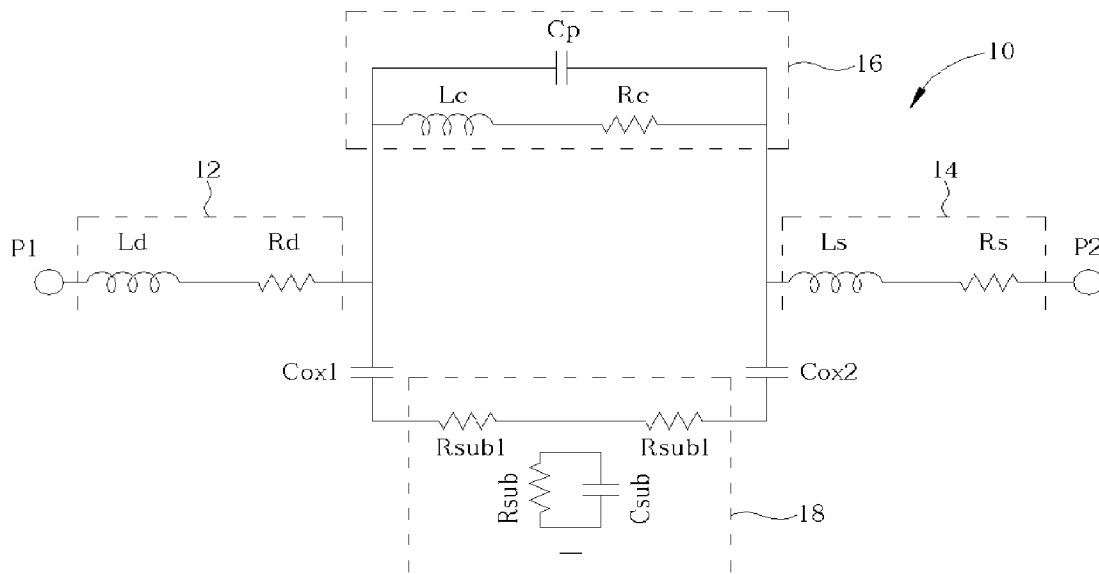 Cp
16
10
Lc
Rc
12
14
P1
Ld
Rd
Ls
Rs
P2
Cox1
Cox2
Rsub1
Rsub1
Rsub
Csub
18